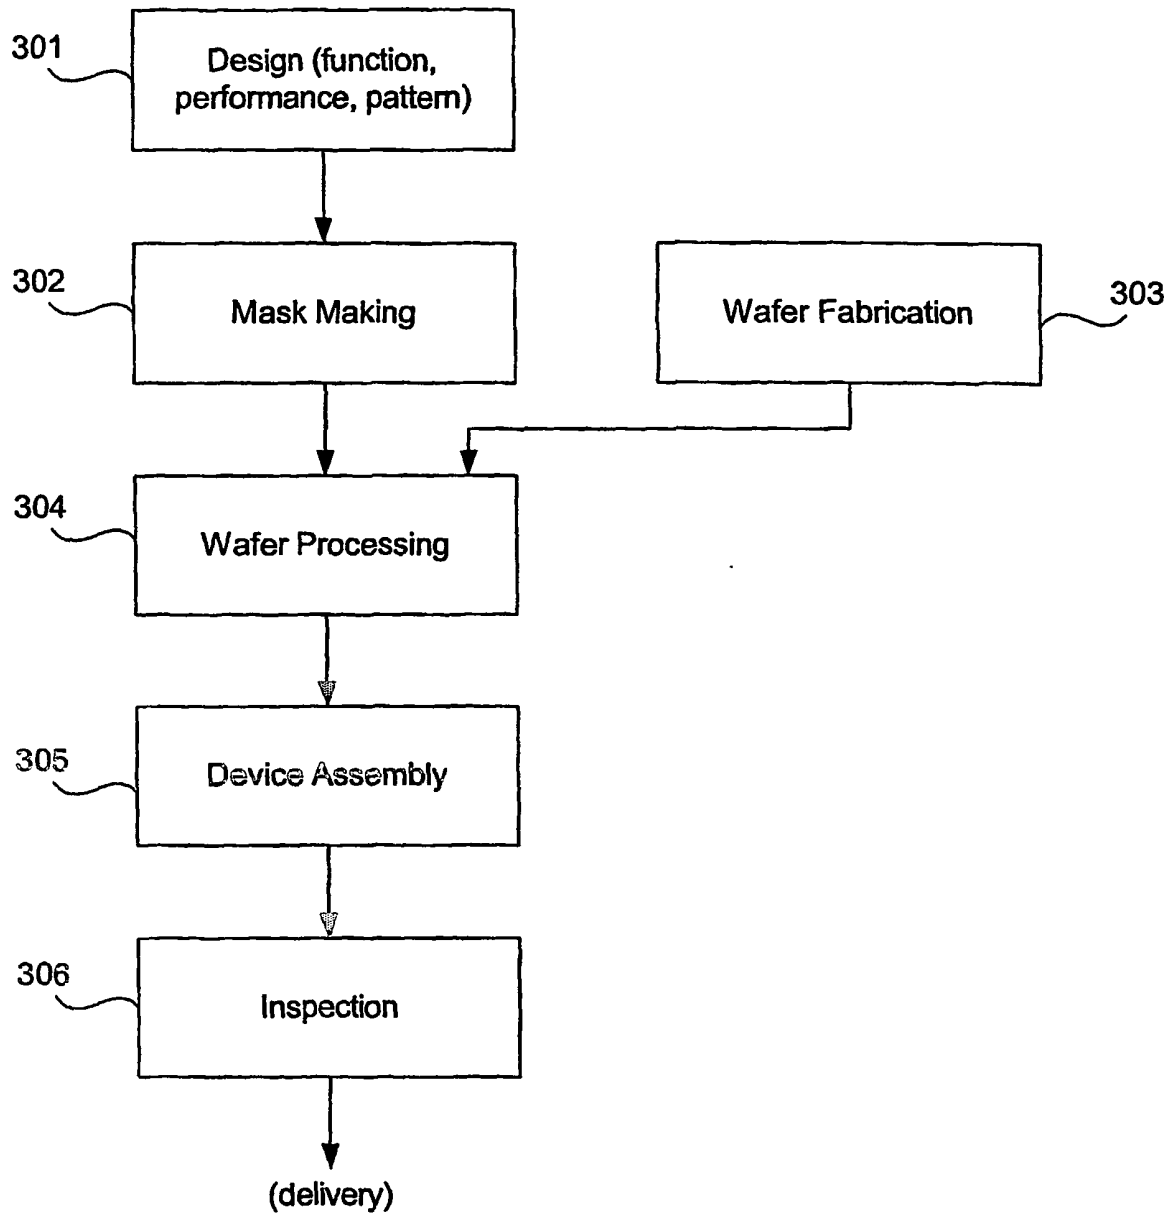 301
Design (function,
performance, pattern)
302
Mask Making
Wafer Fabrication
303
304
Wafer Processing
305
Device Assembly
306
Inspection
(delivery)